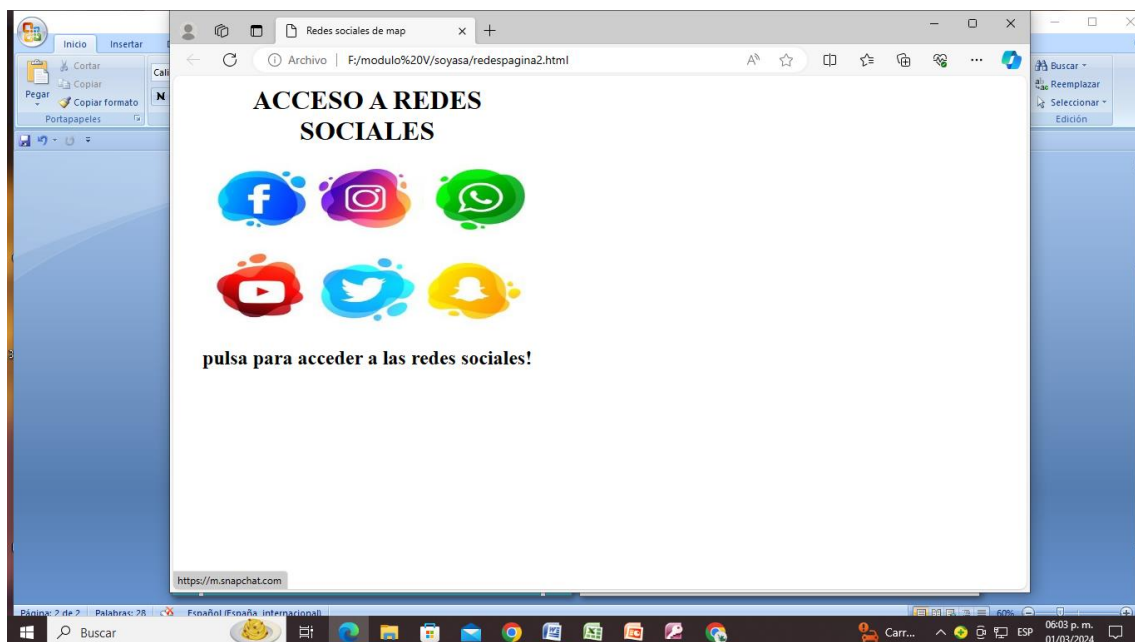 Redes sociales de map
Inicio Insertar
Archivo F:/modulo%20V/soyasa/redespagina2.html
Cortar
Copiar
Copiar formato
Pegar
Portapapeles
Cali
N
Buscar
Reemplazar
Seleccionar
Edición
ACCESO A REDES
SOCIALES
pulsa para acceder a las redes sociales!
https://m.snapchat.com
Página: 2 de 2 Palabras: 28 Español (España, internacional) 60%
Buscar
Carr... ESP 06:03 p. m.
01/03/2024